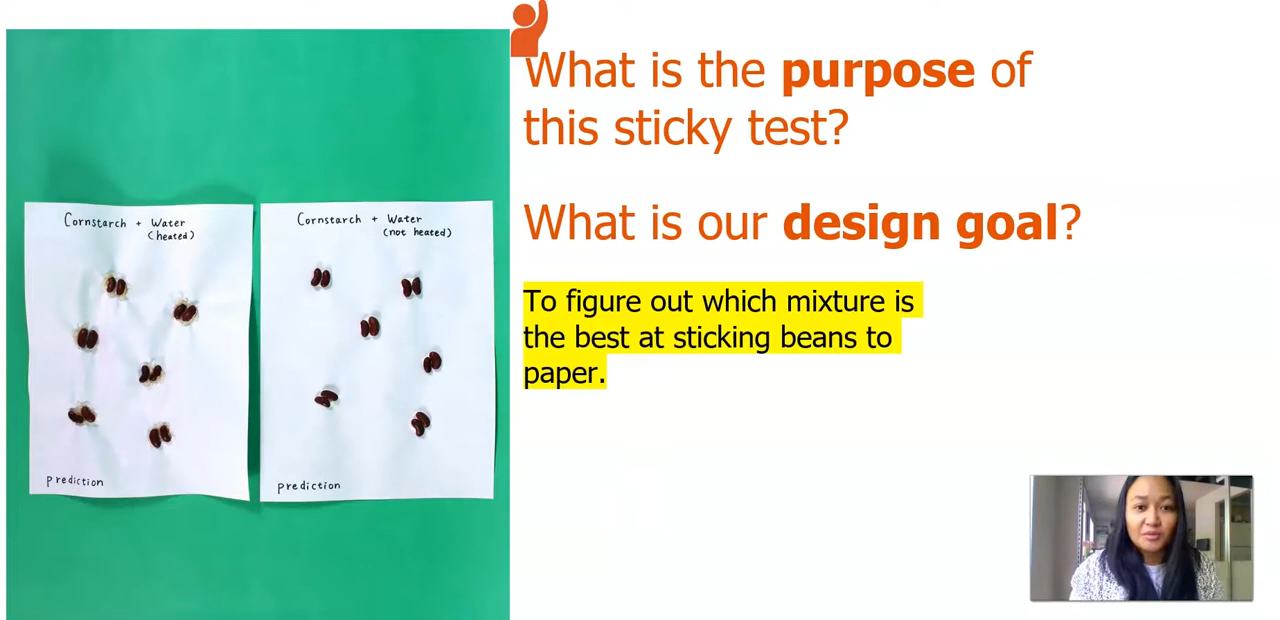 What is the purpose of
this sticky test?
What is our design goal?
To figure out which mixture is
the best at sticking beans to
paper.
Cornstarch + Water
(heated)
prediction
Cornstarch + Water
(not heated)
prediction